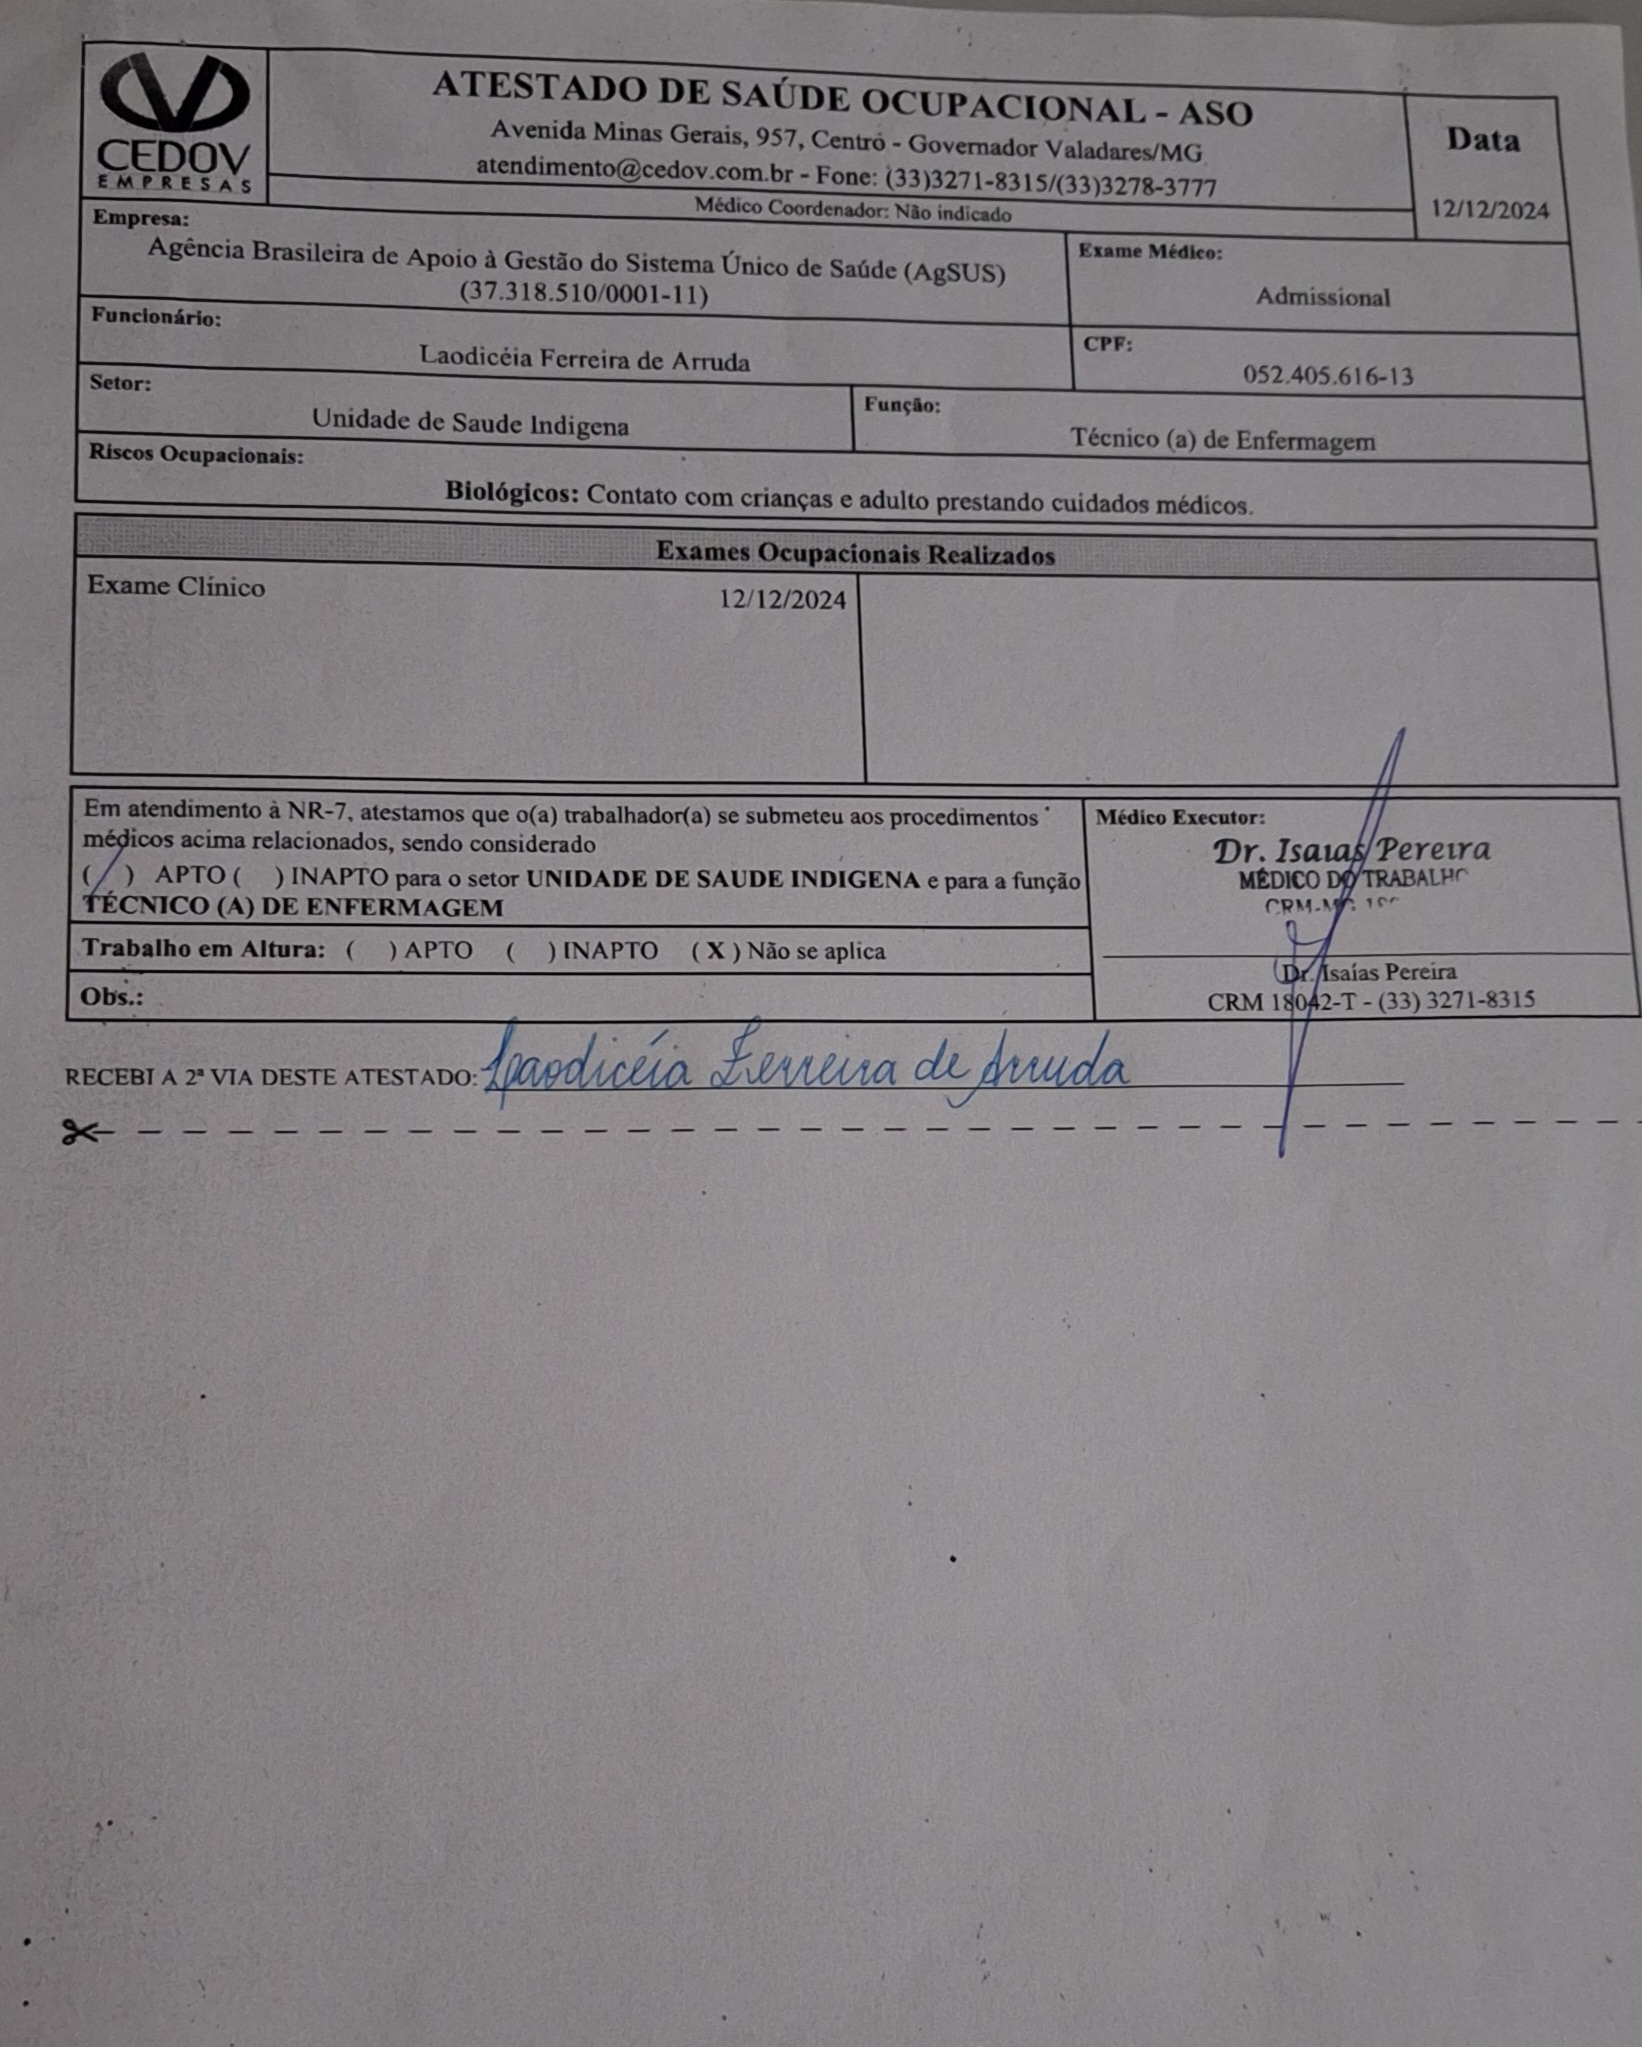 CEDOV
EMPRESAS
ATESTADO DE SAÚDE OCUPACIONAL - ASO
Avenida Minas Gerais, 957, Centro - Governador Valadares/MG
atendimento@cedov.com.br - Fone: (33)3271-8315/(33)3278-3777
Médico Coordenador: Não indicado
Data
12/12/2024
Empresa:
Agência Brasileira de Apoio à Gestão do Sistema Único de Saúde (AgSUS)
(37.318.510/0001-11)
Exame Médico:
Admissional
Funcionário:
Laodicéia Ferreira de Arruda
CPF:
052.405.616-13
Setor:
Unidade de Saude Indigena
Função:
Técnico (a) de Enfermagem
Riscos Ocupacionais:
Biológicos: Contato com crianças e adulto prestando cuidados médicos.
Exames Ocupacionais Realizados
Exame Clínico 12/12/2024
Em atendimento à NR-7, atestamos que o(a) trabalhador(a) se submeteu aos procedimentos
médicos acima relacionados, sendo considerado
(/) APTO ( ) INAPTO para o setor UNIDADE DE SAUDE INDIGENA e para a função
TÉCNICO (A) DE ENFERMAGEM
Trabalho em Altura: ( ) APTO ( ) INAPTO (X) Não se aplica
Obs.:
Médico Executor:
Dr. Isaias Pereira
MÉDICO DO TRABALHO
CRM-MG
Dr. Isaías Pereira
CRM 18042-T - (33) 3271-8315
RECEBI A 2ª VIA DESTE ATESTADO: Laodicéia Ferreira de Arruda